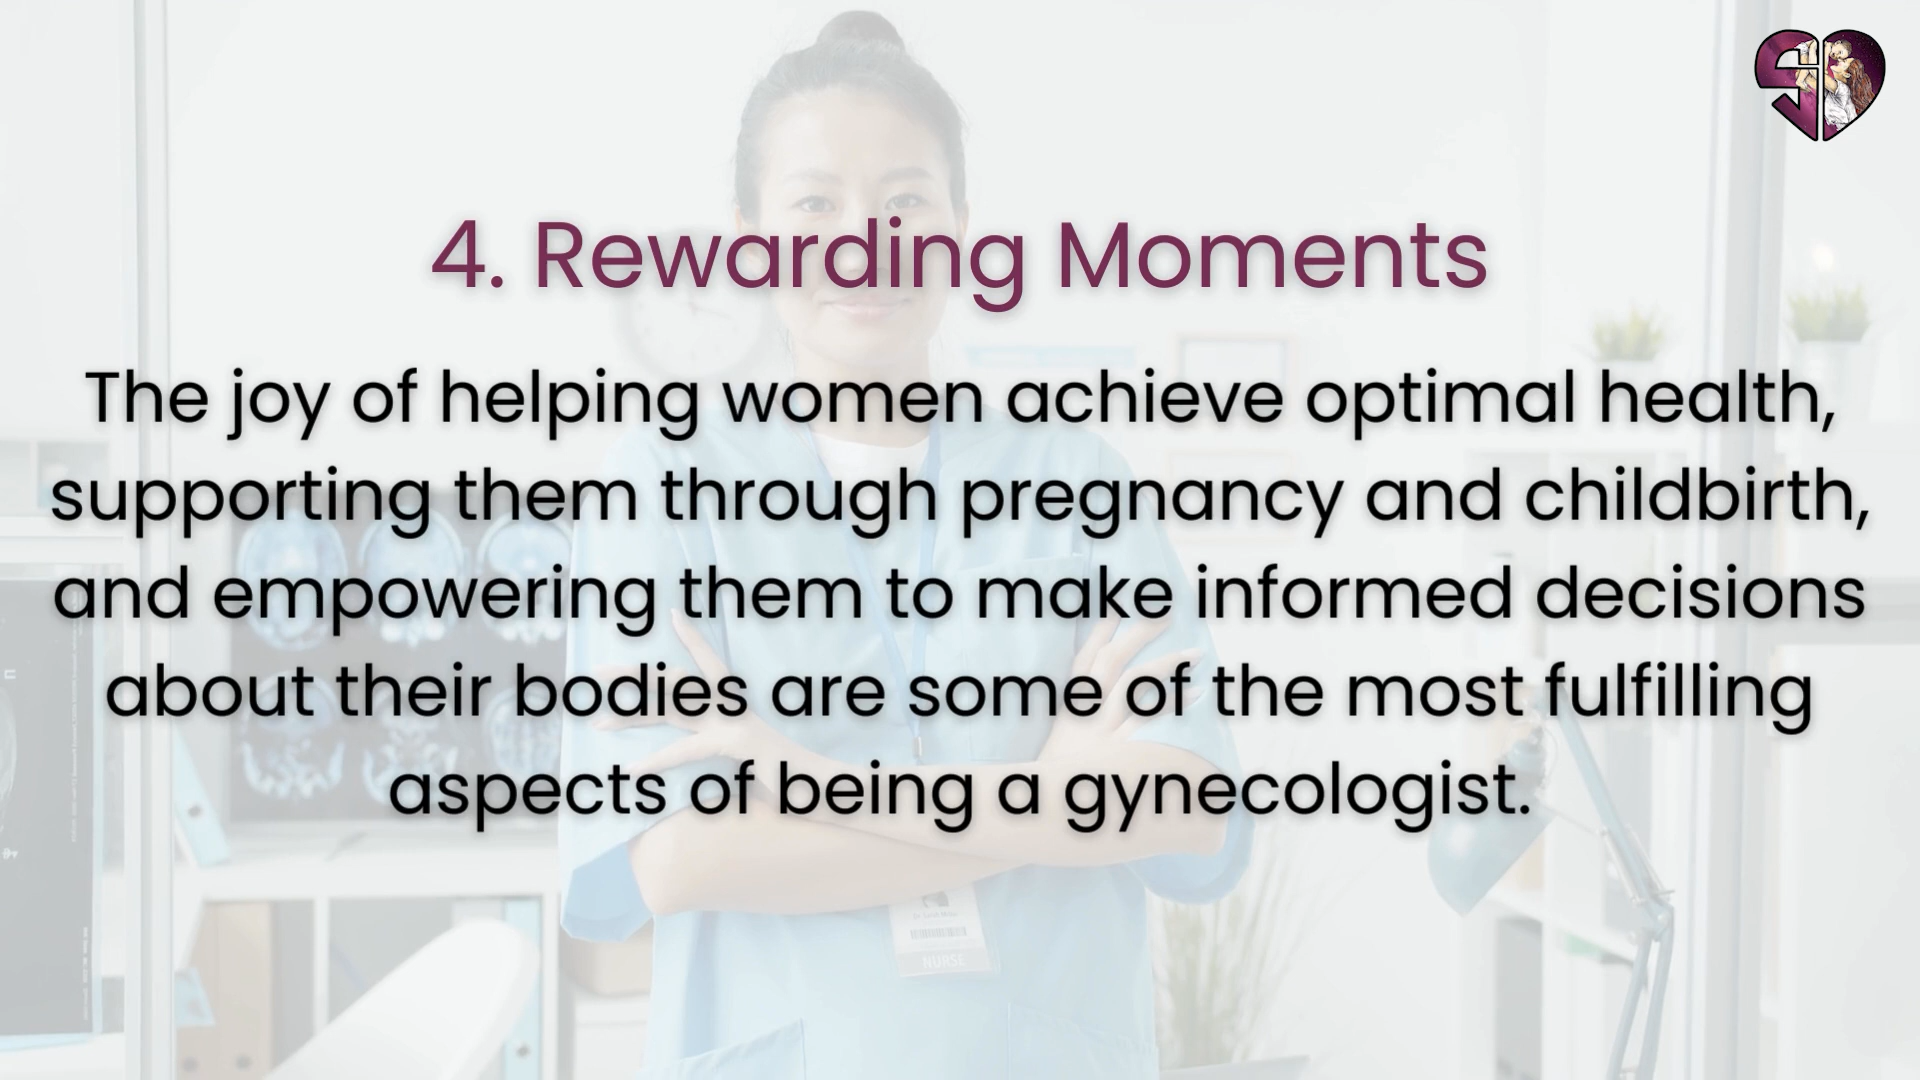 4. Rewarding Moments
The joy of helping women achieve optimal health,
supporting them through pregnancy and childbirth,
and empowering them to make informed decisions
about their bodies are some of the most fulfilling
aspects of being a gynecologist.
NURSE